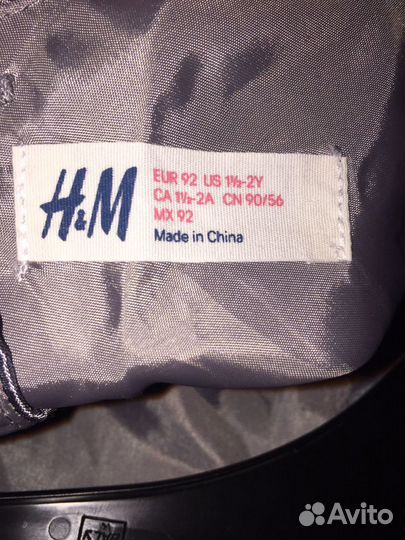 H&M
EUR 92 US 1½-2Y
CA 1½-2A CN 90/56
MX 92
Made in China
Avito